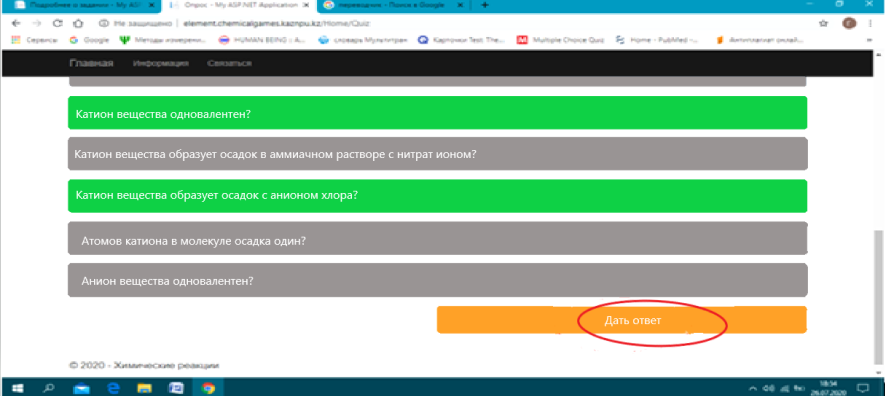 Подробнее о задании - My AS
Опрос - My ASP.NET Application
переводчик - Поиск в Google
Не защищено | element.chemicalgames.kaznpu.kz/Home/Quiz
Сервисы Google Методы измерени... HUMAN BEING :: A... словарь Мультитран Карточки Test: The... Multiple Choice Quiz Home - PubMed -... Антиплагиат онлай...
Главная Информация Связаться
Катион вещества одновалентен?
Катион вещества образует осадок в аммиачном растворе с нитрат ионом?
Катион вещества образует осадок с анионом хлора?
Атомов катиона в молекуле осадка один?
Анион вещества одновалентен?
Дать ответ
© 2020 - Химические реакции
18:54
26.07.2020